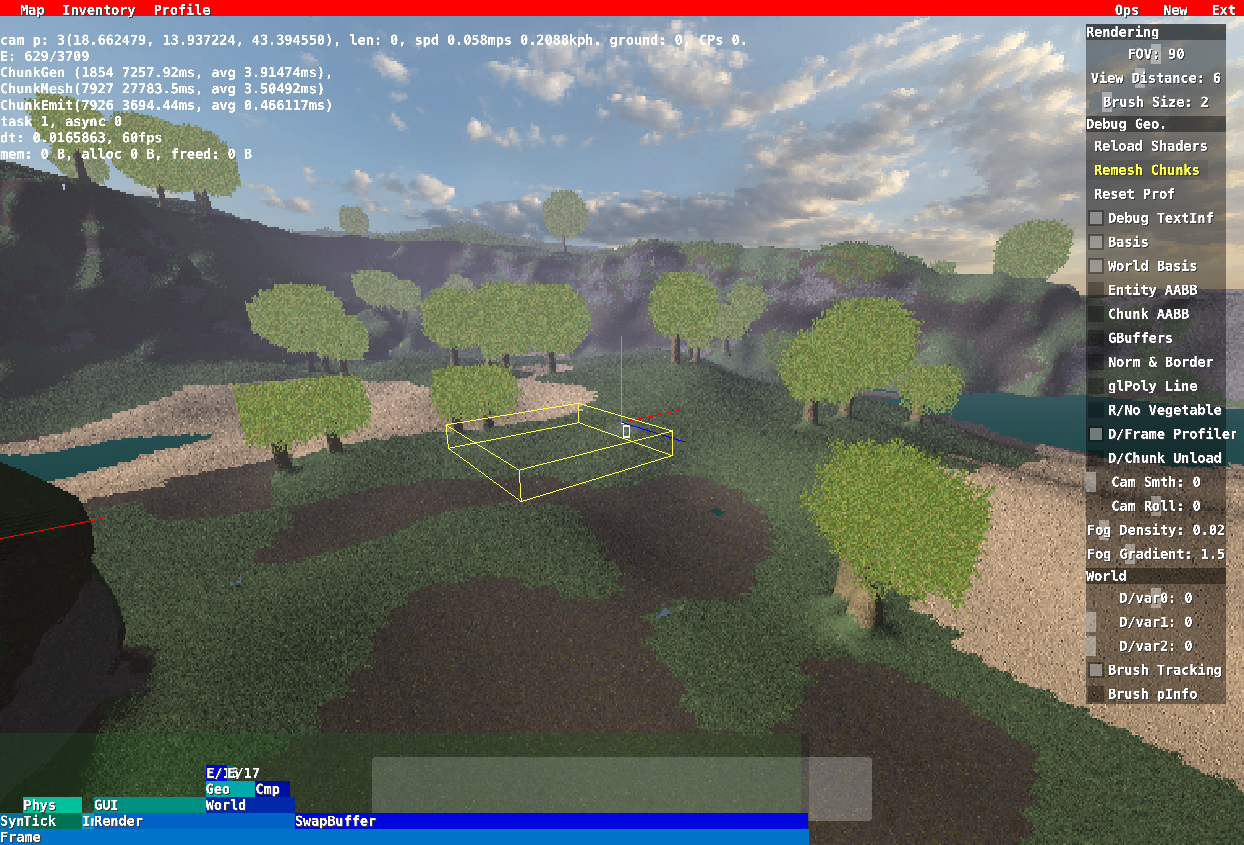 Map Inventory Profile Ops New Ext
cam p: 3(18.662479, 13.937224, 43.394550), len: 0, spd 0.058mps 0.2088kph. ground: 0, CPs 0.
E: 629/3709
ChunkGen (1854 7257.92ms, avg 3.91474ms),
ChunkMesh(7927 27783.5ms, avg 3.50492ms)
ChunkEmit(7926 3694.44ms, avg 0.466117ms)
task 1, async 0
dt: 0.0165863, 60fps
mem: 0 B, alloc 0 B, freed: 0 B
Rendering
FOV: 90
View Distance: 6
Brush Size: 2
Debug Geo.
Reload Shaders
Remesh Chunks
Reset Prof
Debug TextInf
Basis
World Basis
Entity AABB
Chunk AABB
GBuffers
Norm & Border
glPoly Line
R/No Vegetable
D/Frame Profiler
D/Chunk Unload
Cam Smth: 0
Cam Roll: 0
Fog Density: 0.02
Fog Gradient: 1.5
World
D/var0: 0
D/var1: 0
D/var2: 0
Brush Tracking
Brush pInfo
E/17
Geo Cmp
Phys GUI World
Syn Tick Render SwapBuffer
Frame